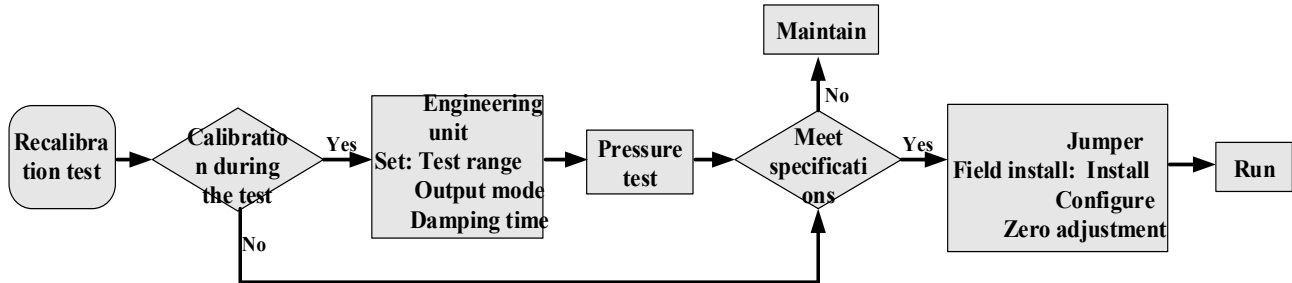 Recalibra
tion test
Calibratio
n during
the test
Yes
No
Engineering
unit
Set: Test range
Output mode
Damping time
Pressure
test
Maintain
No
Meet
specificati
ons
Yes
Jumper
Field install: Install
Configure
Zero adjustment
Run